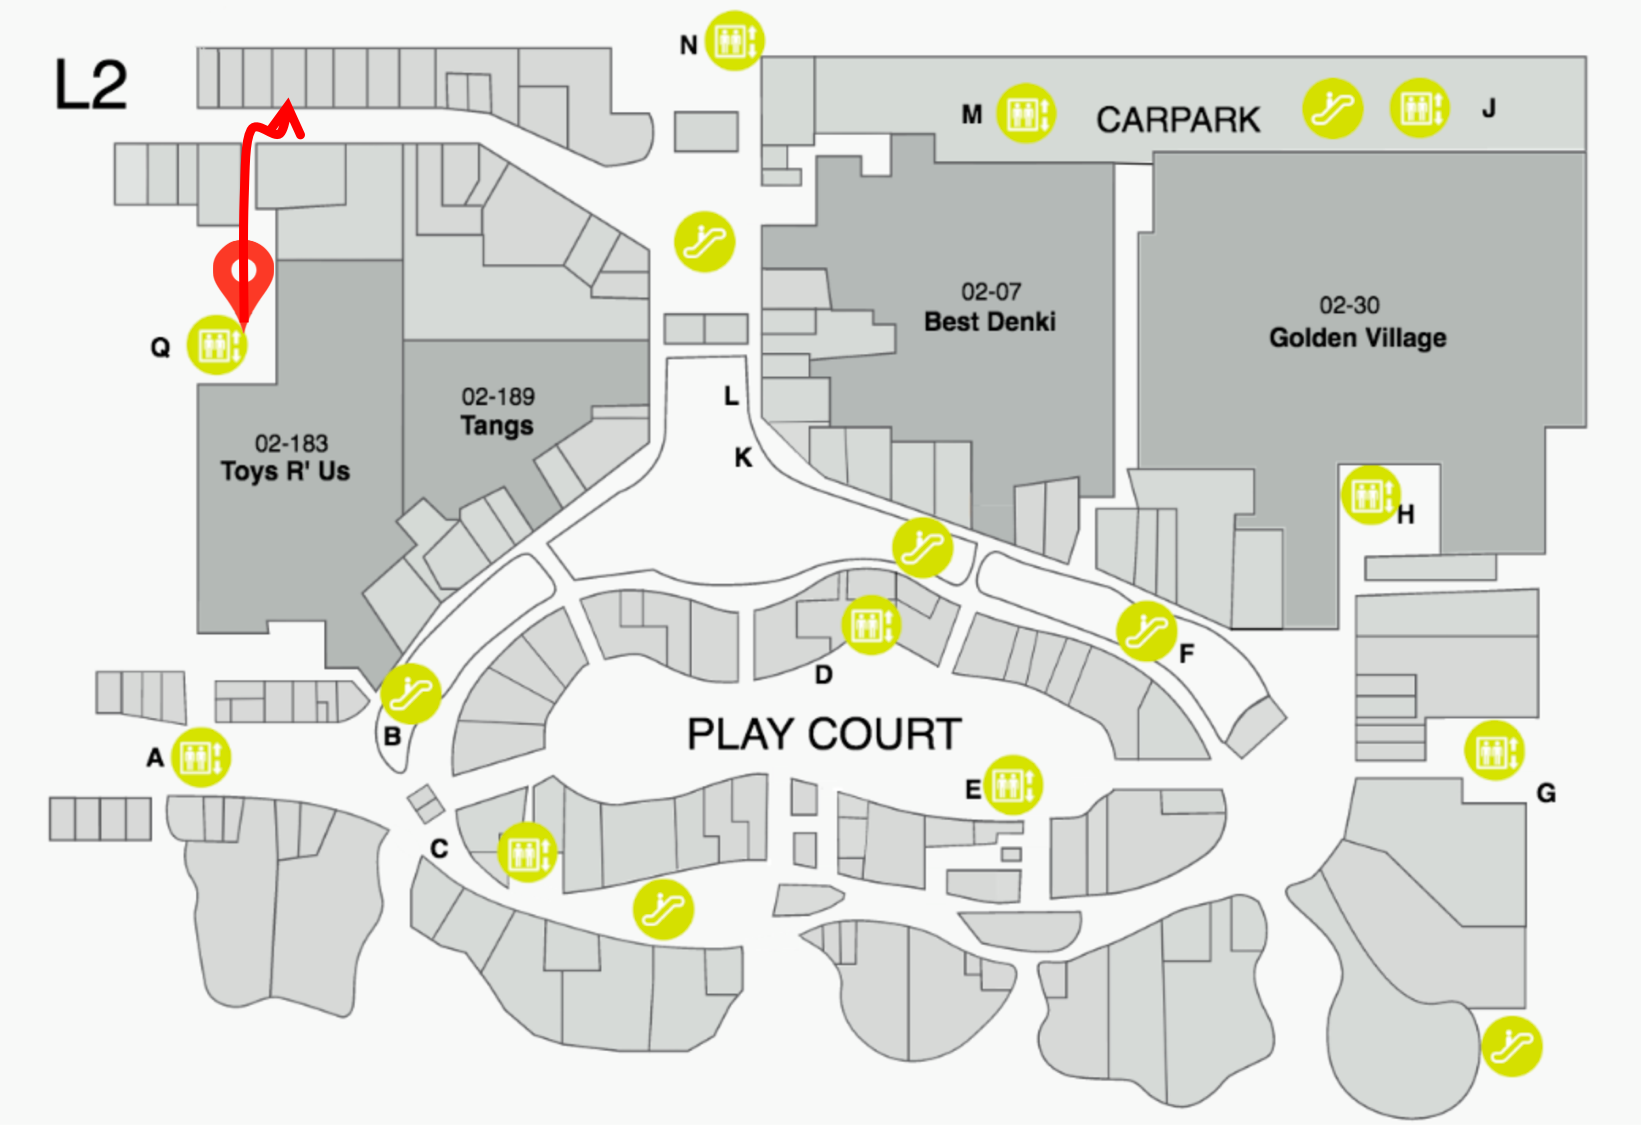 L2
N
M
CARPARK
J
02-07
Best Denki
02-30
Golden Village
Q
L
02-189
Tangs
K
02-183
Toys R' Us
H
F
D
B
PLAY COURT
A
E
G
C